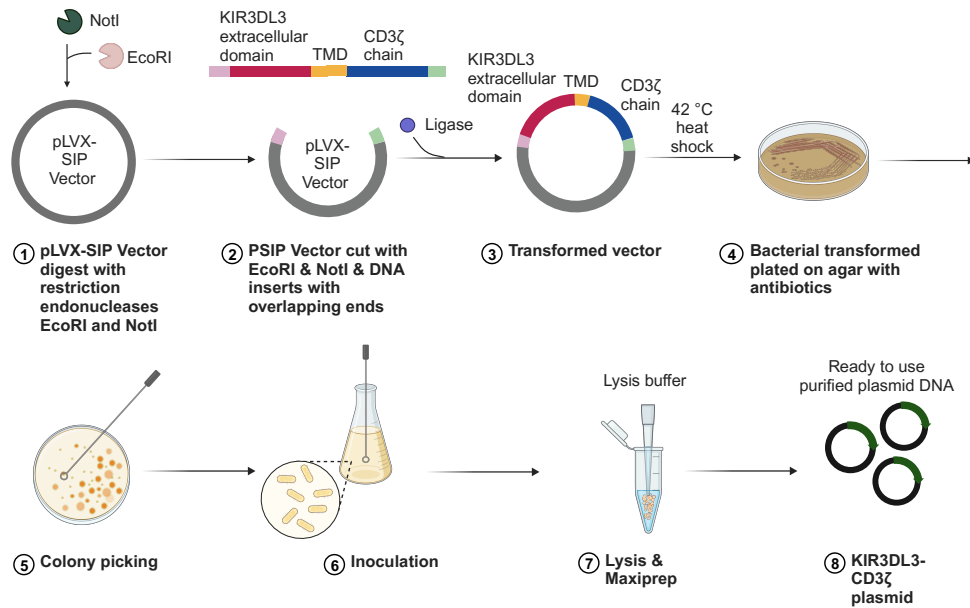 NotI
EcoRI
pLVX-
SIP
Vector
① pLVX-SIP Vector
digest with
restriction
endonucleases
EcoRI and NotI
KIR3DL3
extracellular
domain
TMD
CD3ζ
chain
pLVX-
SIP
Vector
Ligase
② PSIP Vector cut with
EcoRI & NotI & DNA
inserts with
overlapping ends
KIR3DL3
extracellular
domain
TMD
CD3ζ
chain
③ Transformed vector
42 °C
heat
shock
④ Bacterial transformed
plated on agar with
antibiotics
⑤ Colony picking
⑥ Inoculation
Lysis buffer
⑦ Lysis &
Maxiprep
Ready to use
purified plasmid DNA
⑧ KIR3DL3-
CD3ζ
plasmid